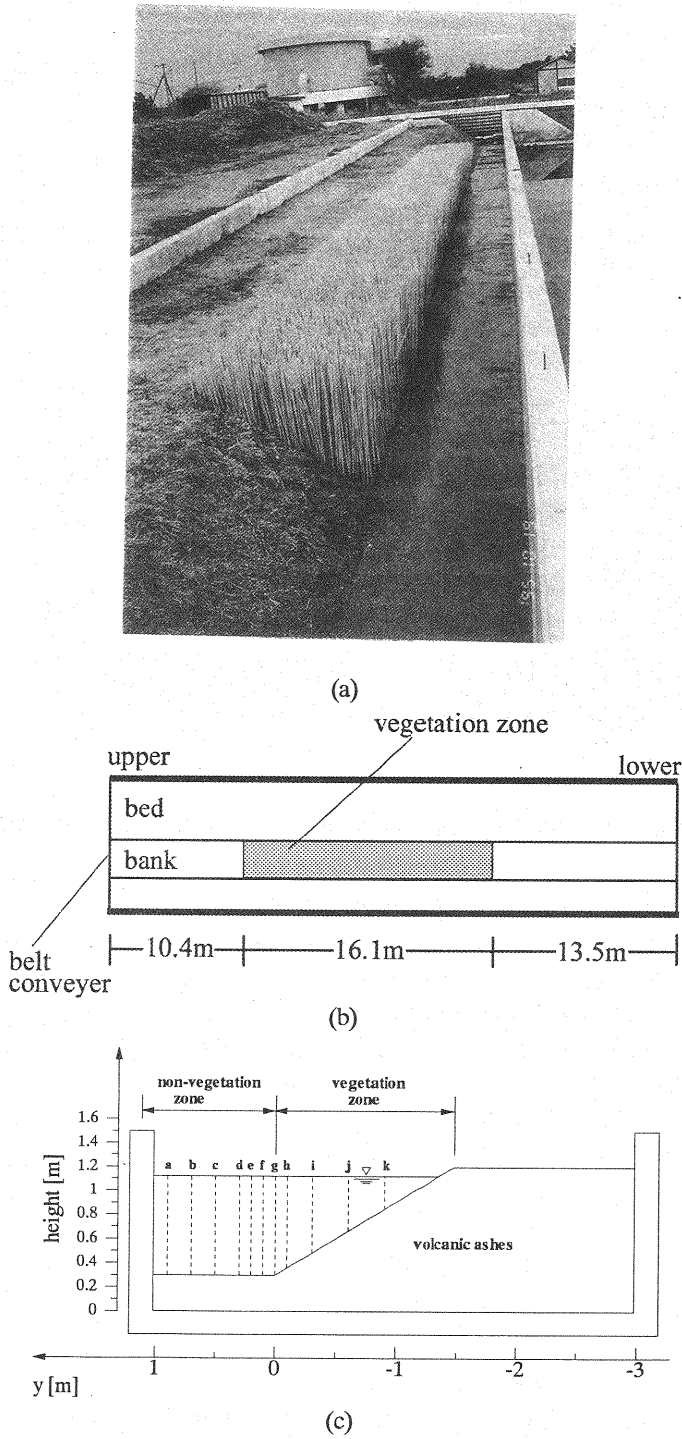 (a)
vegetation zone
upper
lower
bed
bank
belt
conveyer
10.4m
16.1m
13.5m
(b)
non-vegetation
zone
vegetation
zone
height [m]
1.6
1.4
1.2
1
0.8
0.6
0.4
0.2
0
a b c d e f g h i j k
volcanic ashes
1 0 -1 -2 -3
y [m]
(c)